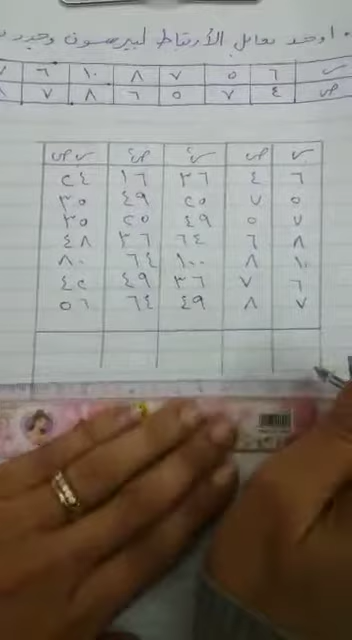 اوجد معامل الأرتباط لبيرسون وحدد
س ٦ ٥ ٧ ٨ ١٠ ٦
ص ٤ ٧ ٥ ٦ ٨ ٧
س ص س٢ ص٢ س ص
٦ ٤ ٣٦ ١٦ ٢٤
٥ ٧ ٢٥ ٤٩ ٣٥
٧ ٥ ٤٩ ٢٥ ٣٥
٨ ٦ ٦٤ ٣٦ ٤٨
١٠ ٨ ١٠٠ ٦٤ ٨٠
٦ ٧ ٣٦ ٤٩ ٤٢
٧ ٨ ٤٩ ٦٤ ٥٦